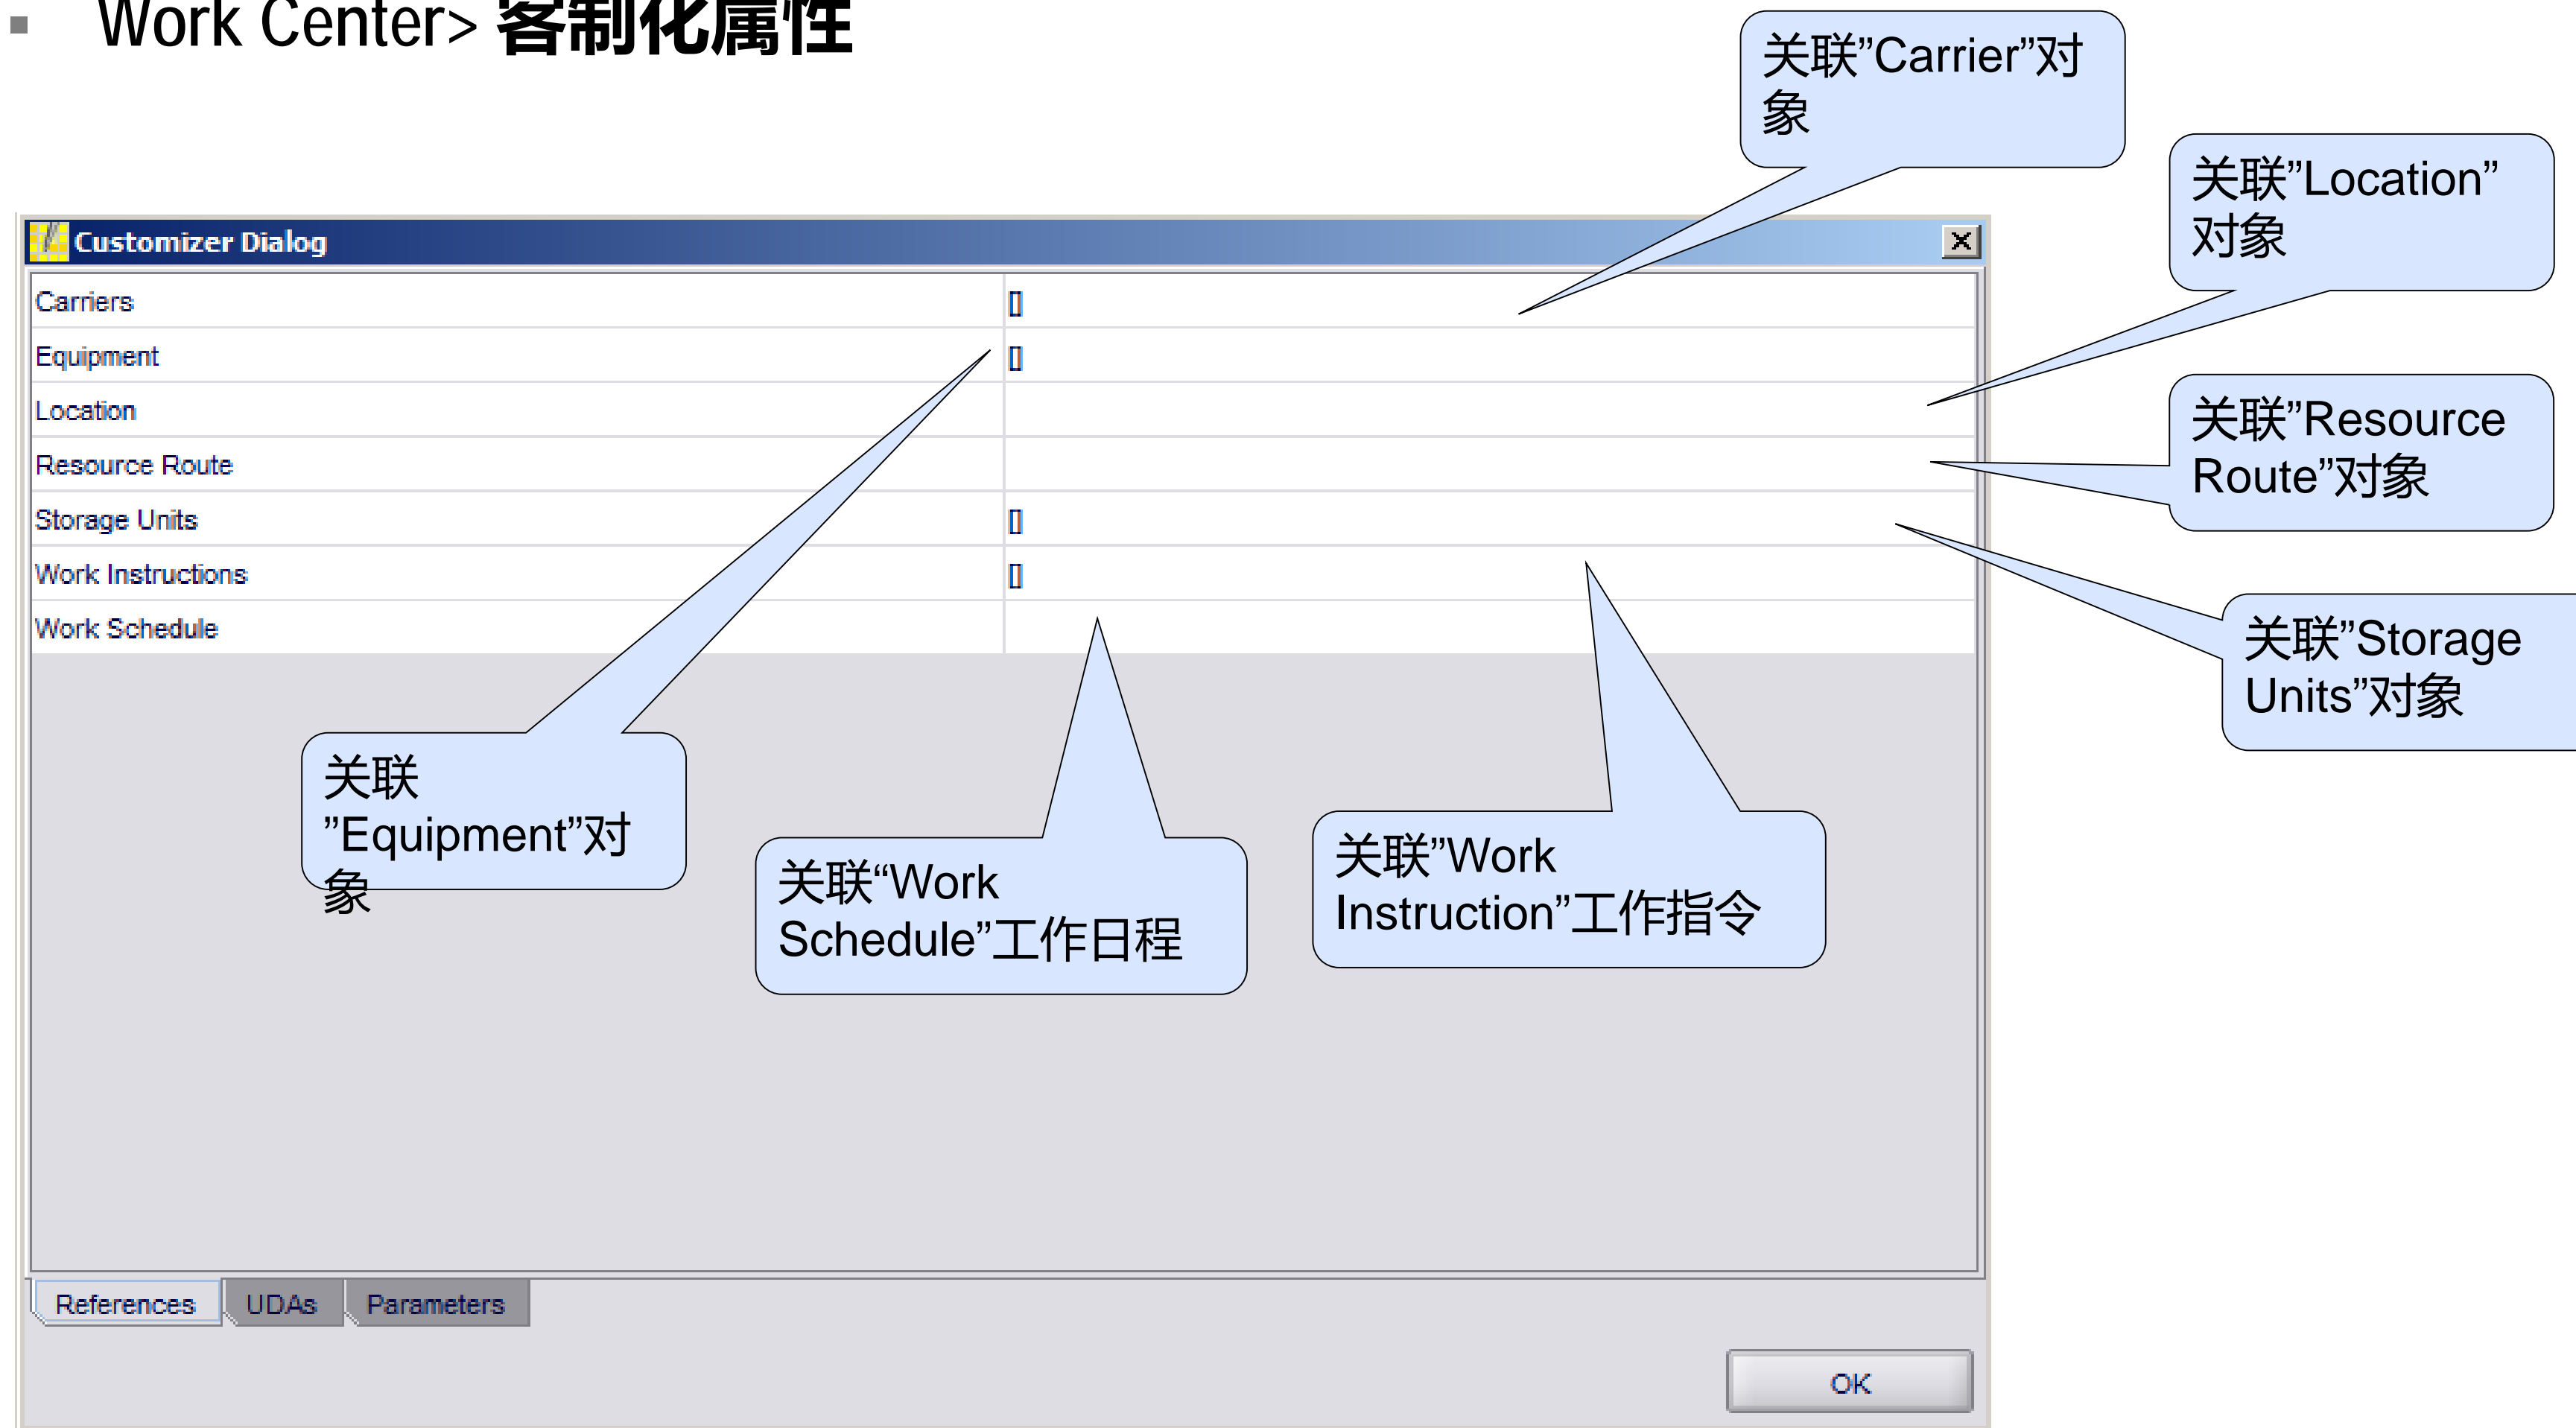 ▪ Work Center> 客制化属性
关联”Carrier”对
象
关联”Location”
对象
Customizer Dialog
Carriers []
Equipment []
Location
关联”Resource
Route”对象
Resource Route
Storage Units []
Work Instructions []
Work Schedule
关联”Storage
Units”对象
关联
”Equipment”对
象
关联“Work
Schedule”工作日程
关联”Work
Instruction”工作指令
References UDAs Parameters
OK